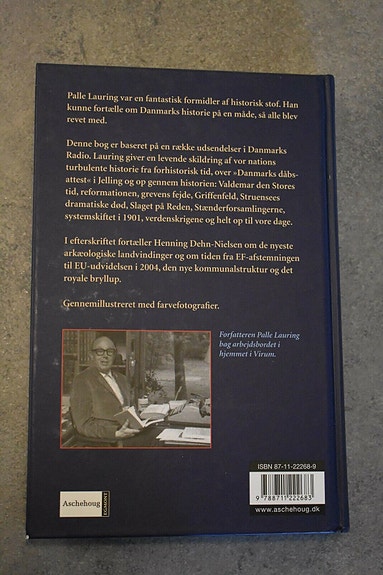 Palle Lauring var en fantastisk formidler af historisk stof. Han
kunne fortælle om Danmarks historie på en måde, så alle blev
revet med.
Denne bog er baseret på en række udsendelser i Danmarks
Radio. Lauring giver en levende skildring af vor nations
turbulente historie fra forhistorisk tid, over »Danmarks dåbs-
attest« i Jelling og op gennem historien: Valdemar den Stores
tid, reformationen, grevens fejde, Griffenfeld, Struensees
dramatiske død, Slaget på Reden, Stænderforsamlingerne,
systemskiftet i 1901, verdenskrigene og helt op til vore dage.
I efterskriftet fortæller Henning Dehn-Nielsen om de nyeste
arkæologiske landvindinger og om tiden fra EF-afstemningen
til EU-udvidelsen i 2004, den nye kommunalstruktur og det
royale bryllup.
Gennemillustreret med farvefotografier.
Forfatteren Palle Lauring
bag arbejdsbordet i
hjemmet i Virum.
ISBN 87-11-22268-9
9 788711 222683
www.aschehoug.dk
Aschehoug
EGMONT